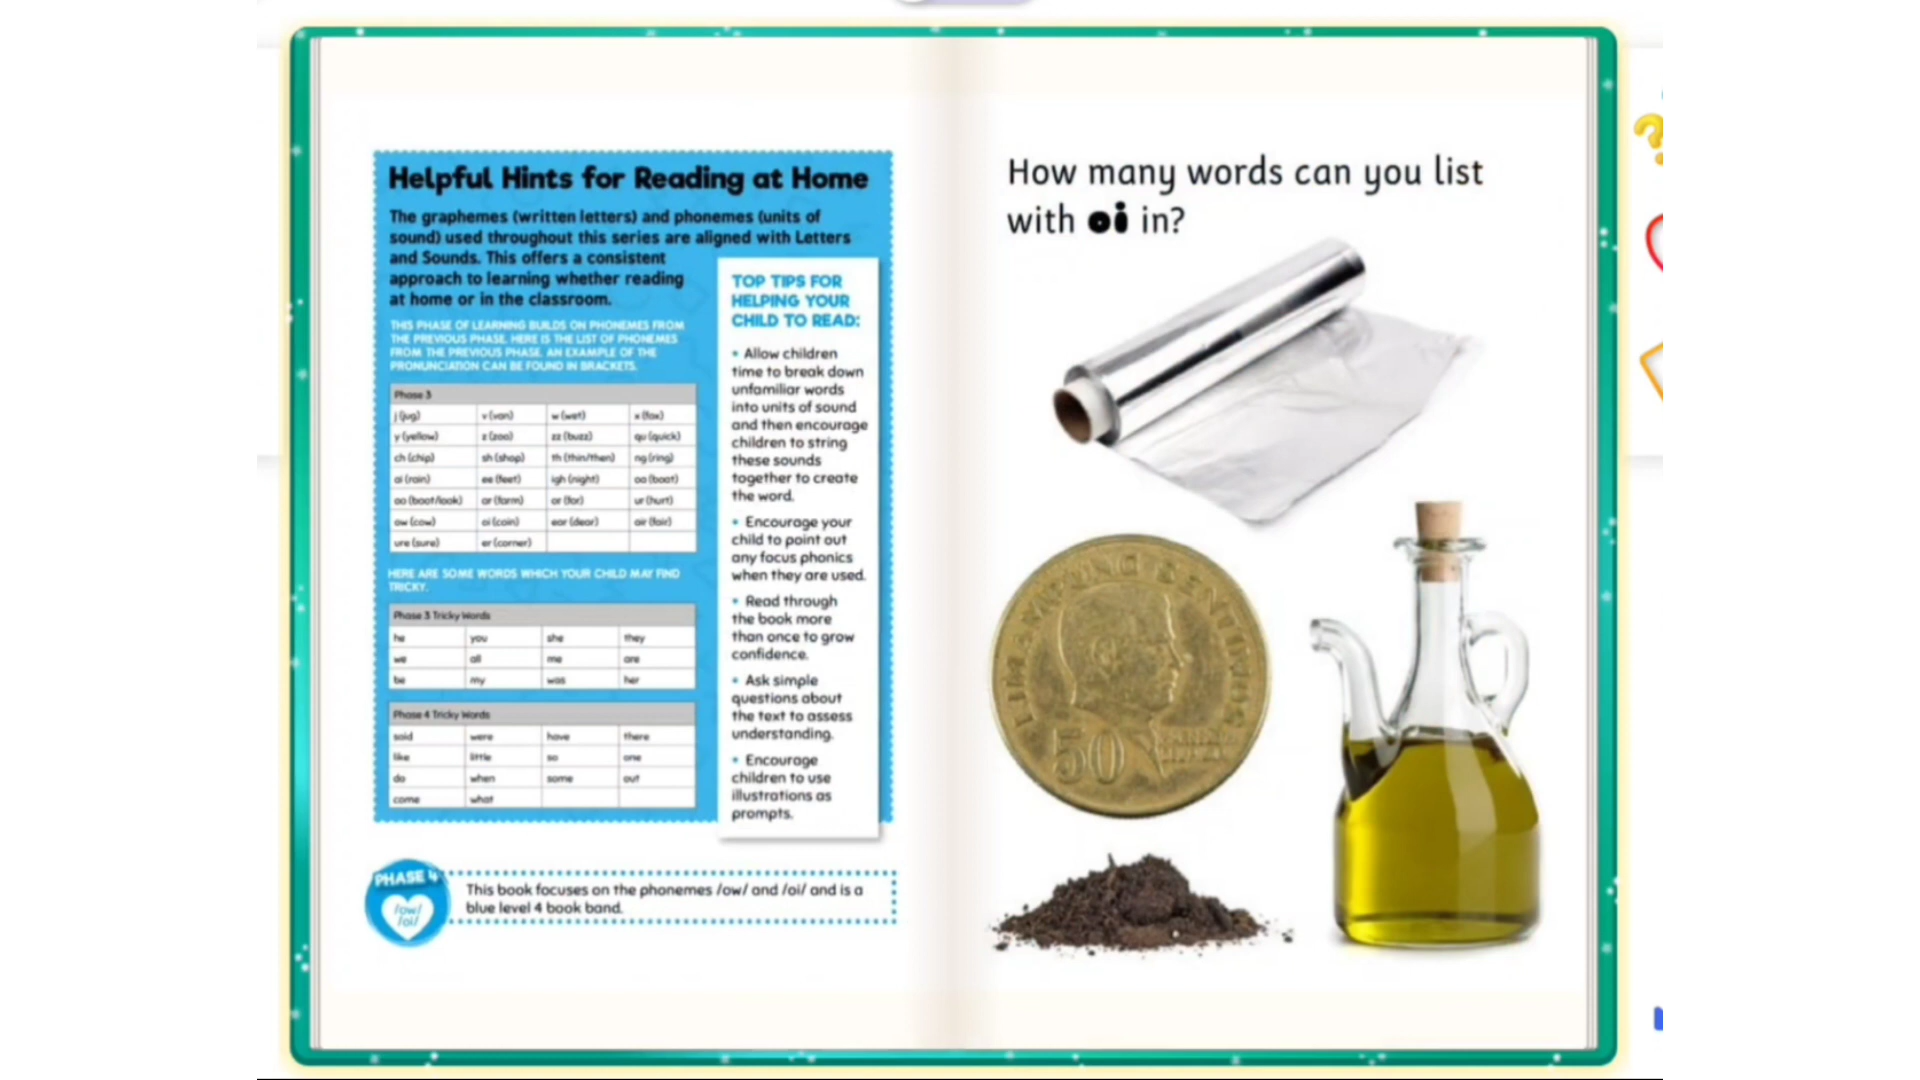 Helpful Hints for Reading at Home
The graphemes (written letters) and phonemes (units of
sound) used throughout this series are aligned with Letters
and Sounds. This offers a consistent
approach to learning whether reading
at home or in the classroom.
THIS PHASE OF LEARNING BUILDS ON PHONEMES FROM
THE PREVIOUS PHASE. HERE IS THE LIST OF PHONEMES
FROM THE PREVIOUS PHASE. AN EXAMPLE OF THE
PRONUNCIATION CAN BE FOUND IN BRACKETS.
Phase 3
j (jug) v (van) w (wet) x (fox)
y (yellow) z (zoo) zz (buzz) qu (quick)
ch (chip) sh (shop) th (thin/then) ng (ring)
ai (rain) ee (feet) igh (night) oa (boat)
oo (boot/look) ar (farm) or (for) ur (hurt)
ow (cow) oi (coin) ear (dear) air (fair)
ure (sure) er (corner)
HERE ARE SOME WORDS WHICH YOUR CHILD MAY FIND
TRICKY.
Phase 3 Tricky Words
he you she they
we all me are
be my was her
Phase 4 Tricky Words
said were have there
like little so one
do when some out
come what
TOP TIPS FOR
HELPING YOUR
CHILD TO READ:
• Allow children
time to break down
unfamiliar words
into units of sound
and then encourage
children to string
these sounds
together to create
the word.
• Encourage your
child to point out
any focus phonics
when they are used.
• Read through
the book more
than once to grow
confidence.
• Ask simple
questions about
the text to assess
understanding.
• Encourage
children to use
illustrations as
prompts.
PHASE 4
/ow/
/oi/
This book focuses on the phonemes /ow/ and /oi/ and is a
blue level 4 book band.
How many words can you list
with oi in?
LIMAMPUNG SENTIMOS
50